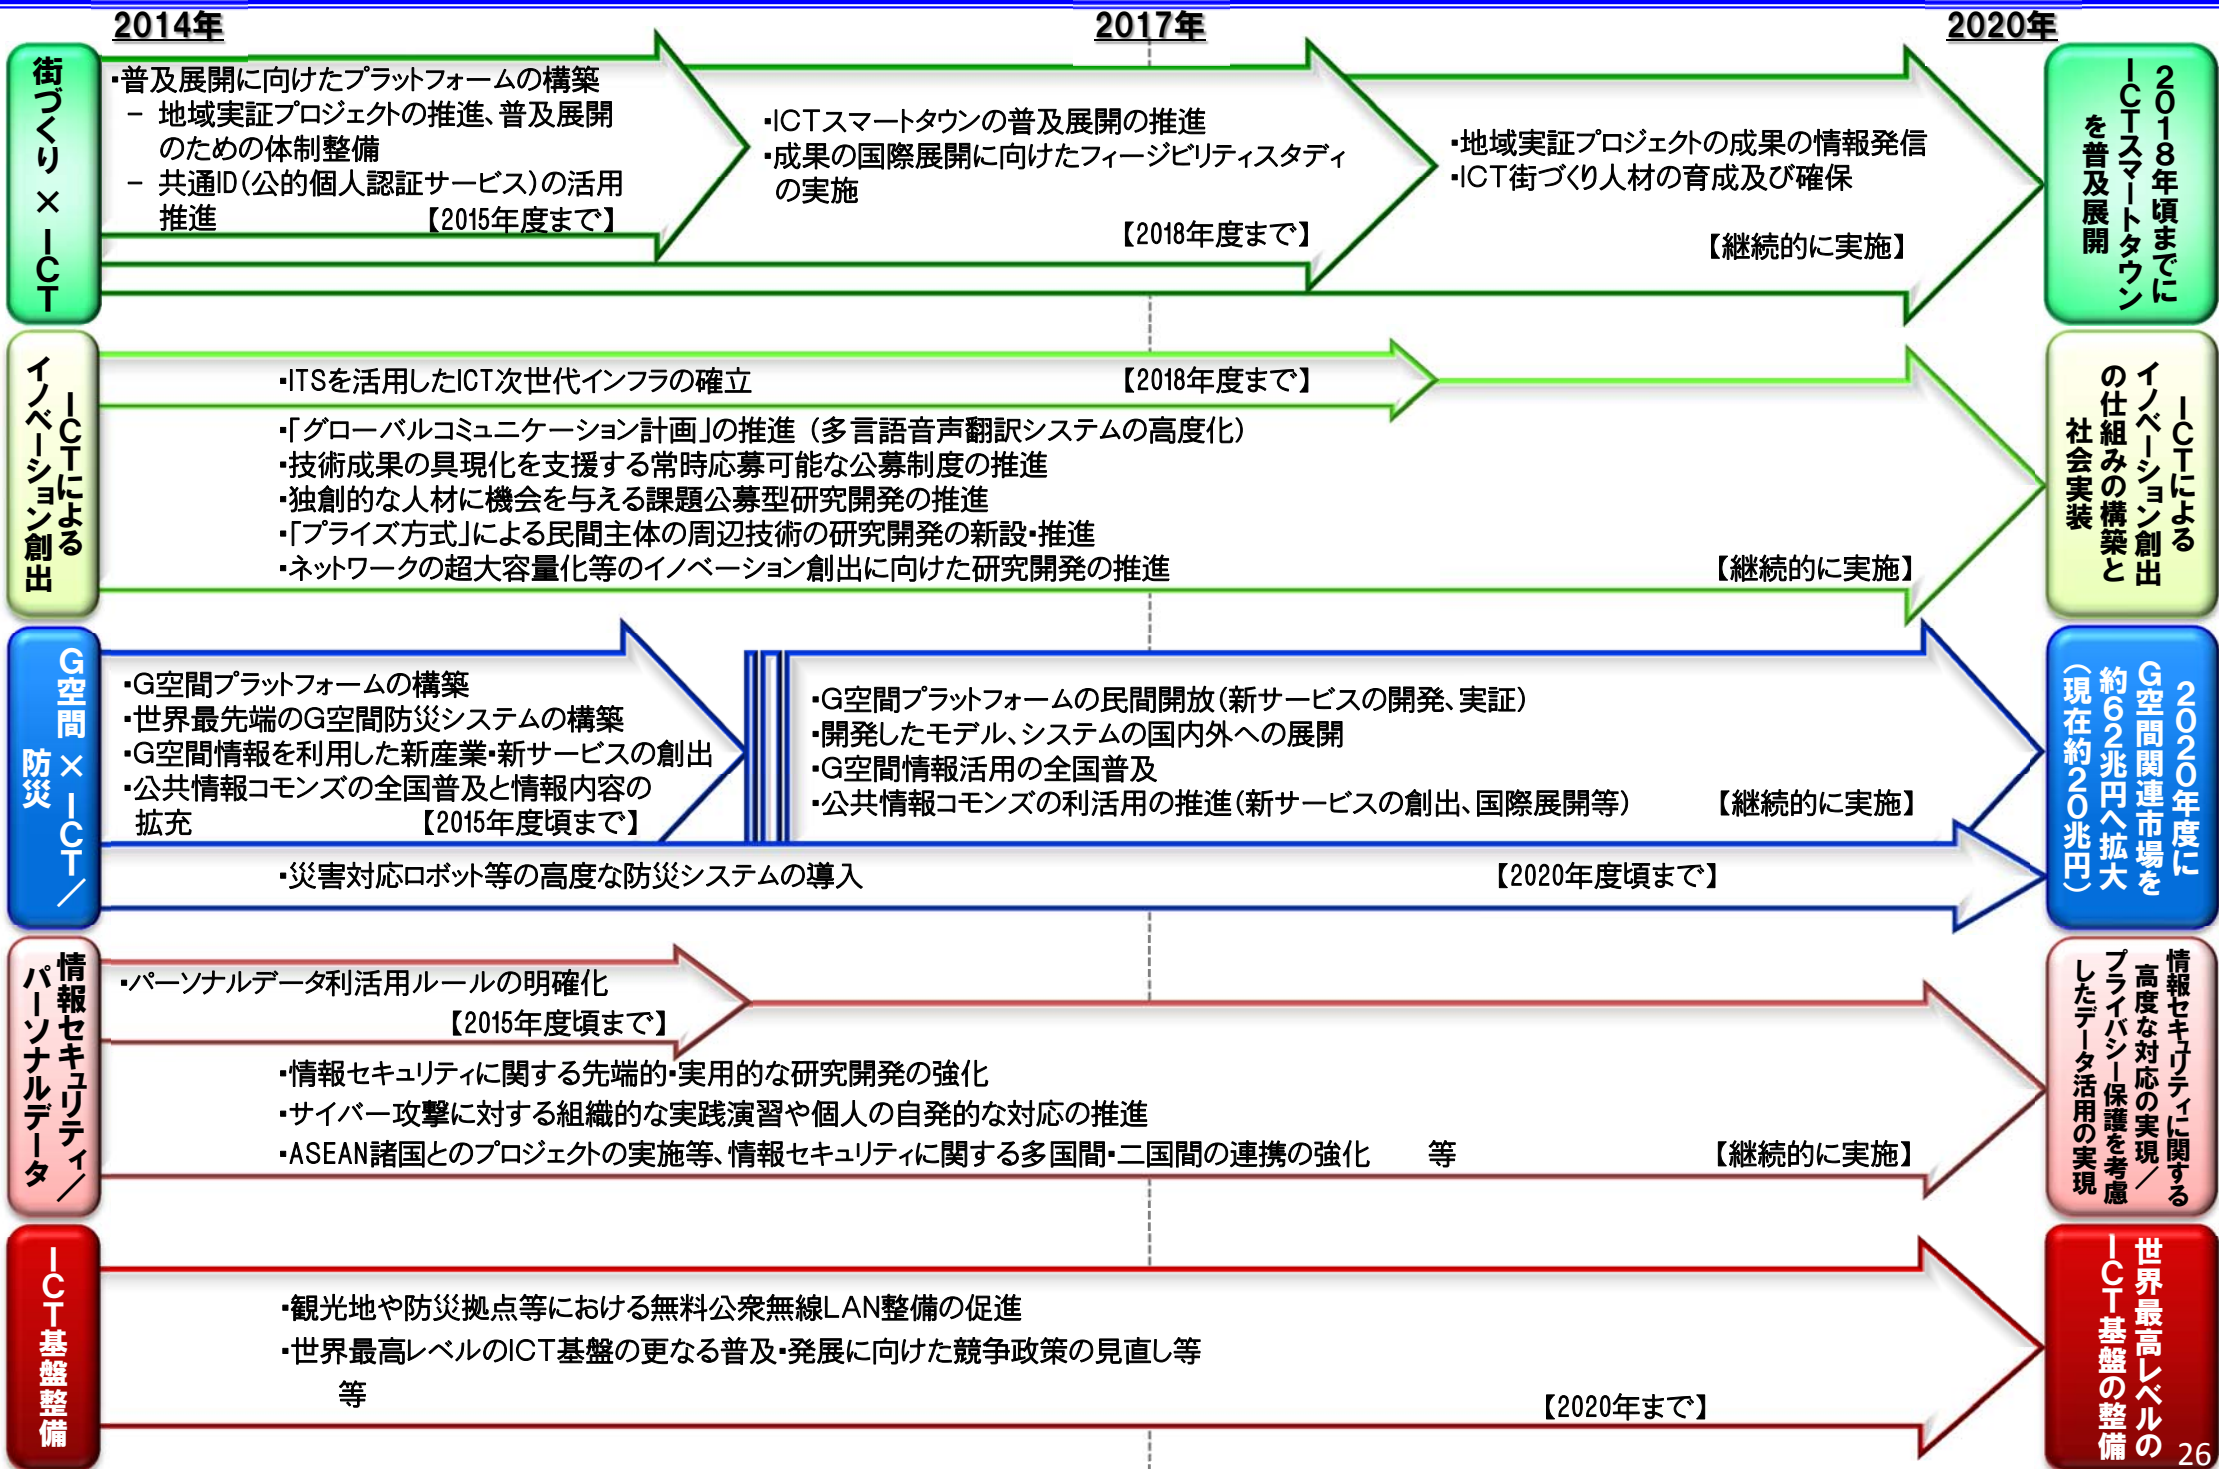 2014年
2017年
2020年
街づくり×ICT
▪普及展開に向けたプラットフォームの構築
− 地域実証プロジェクトの推進、普及展開
のための体制整備
− 共通ID(公的個人認証サービス)の活用
推進
【2015年度まで】
▪ICTスマートタウンの普及展開の推進
▪成果の国際展開に向けたフィージビリティスタディ
の実施
【2018年度まで】
▪地域実証プロジェクトの成果の情報発信
▪ICT街づくり人材の育成及び確保
【継続的に実施】
2018年頃までに
ICTスマートタウン
を普及展開
ICTによる
イノベーション創出
▪ITSを活用したICT次世代インフラの確立
【2018年度まで】
▪「グローバルコミュニケーション計画」の推進 (多言語音声翻訳システムの高度化)
▪技術成果の具現化を支援する常時応募可能な公募制度の推進
▪独創的な人材に機会を与える課題公募型研究開発の推進
▪「プライズ方式」による民間主体の周辺技術の研究開発の新設▪推進
▪ネットワークの超大容量化等のイノベーション創出に向けた研究開発の推進
【継続的に実施】
ICTによる
イノベーション創出
の仕組みの構築と
社会実装
G空間×ICT/
防災
▪G空間プラットフォームの構築
▪世界最先端のG空間防災システムの構築
▪G空間情報を利用した新産業▪新サービスの創出
▪公共情報コモンズの全国普及と情報内容の
拡充
【2015年度頃まで】
▪G空間プラットフォームの民間開放(新サービスの開発、実証)
▪開発したモデル、システムの国内外への展開
▪G空間情報活用の全国普及
▪公共情報コモンズの利活用の推進(新サービスの創出、国際展開等)
【継続的に実施】
▪災害対応ロボット等の高度な防災システムの導入
【2020年度頃まで】
2020年度に
G空間関連市場を
約62兆円へ拡大
(現在約20兆円)
情報セキュリティ/
パーソナルデータ
▪パーソナルデータ利活用ルールの明確化
【2015年度頃まで】
▪情報セキュリティに関する先端的▪実用的な研究開発の強化
▪サイバー攻撃に対する組織的な実践演習や個人の自発的な対応の推進
▪ASEAN諸国とのプロジェクトの実施等、情報セキュリティに関する多国間▪二国間の連携の強化 等
【継続的に実施】
情報セキュリティに関する
高度な対応の実現/
プライバシー保護を考慮
したデータ活用の実現
ICT基盤整備
▪観光地や防災拠点等における無料公衆無線LAN整備の促進
▪世界最高レベルのICT基盤の更なる普及▪発展に向けた競争政策の見直し等
等
【2020年まで】
世界最高レベルの
ICT基盤の整備
26